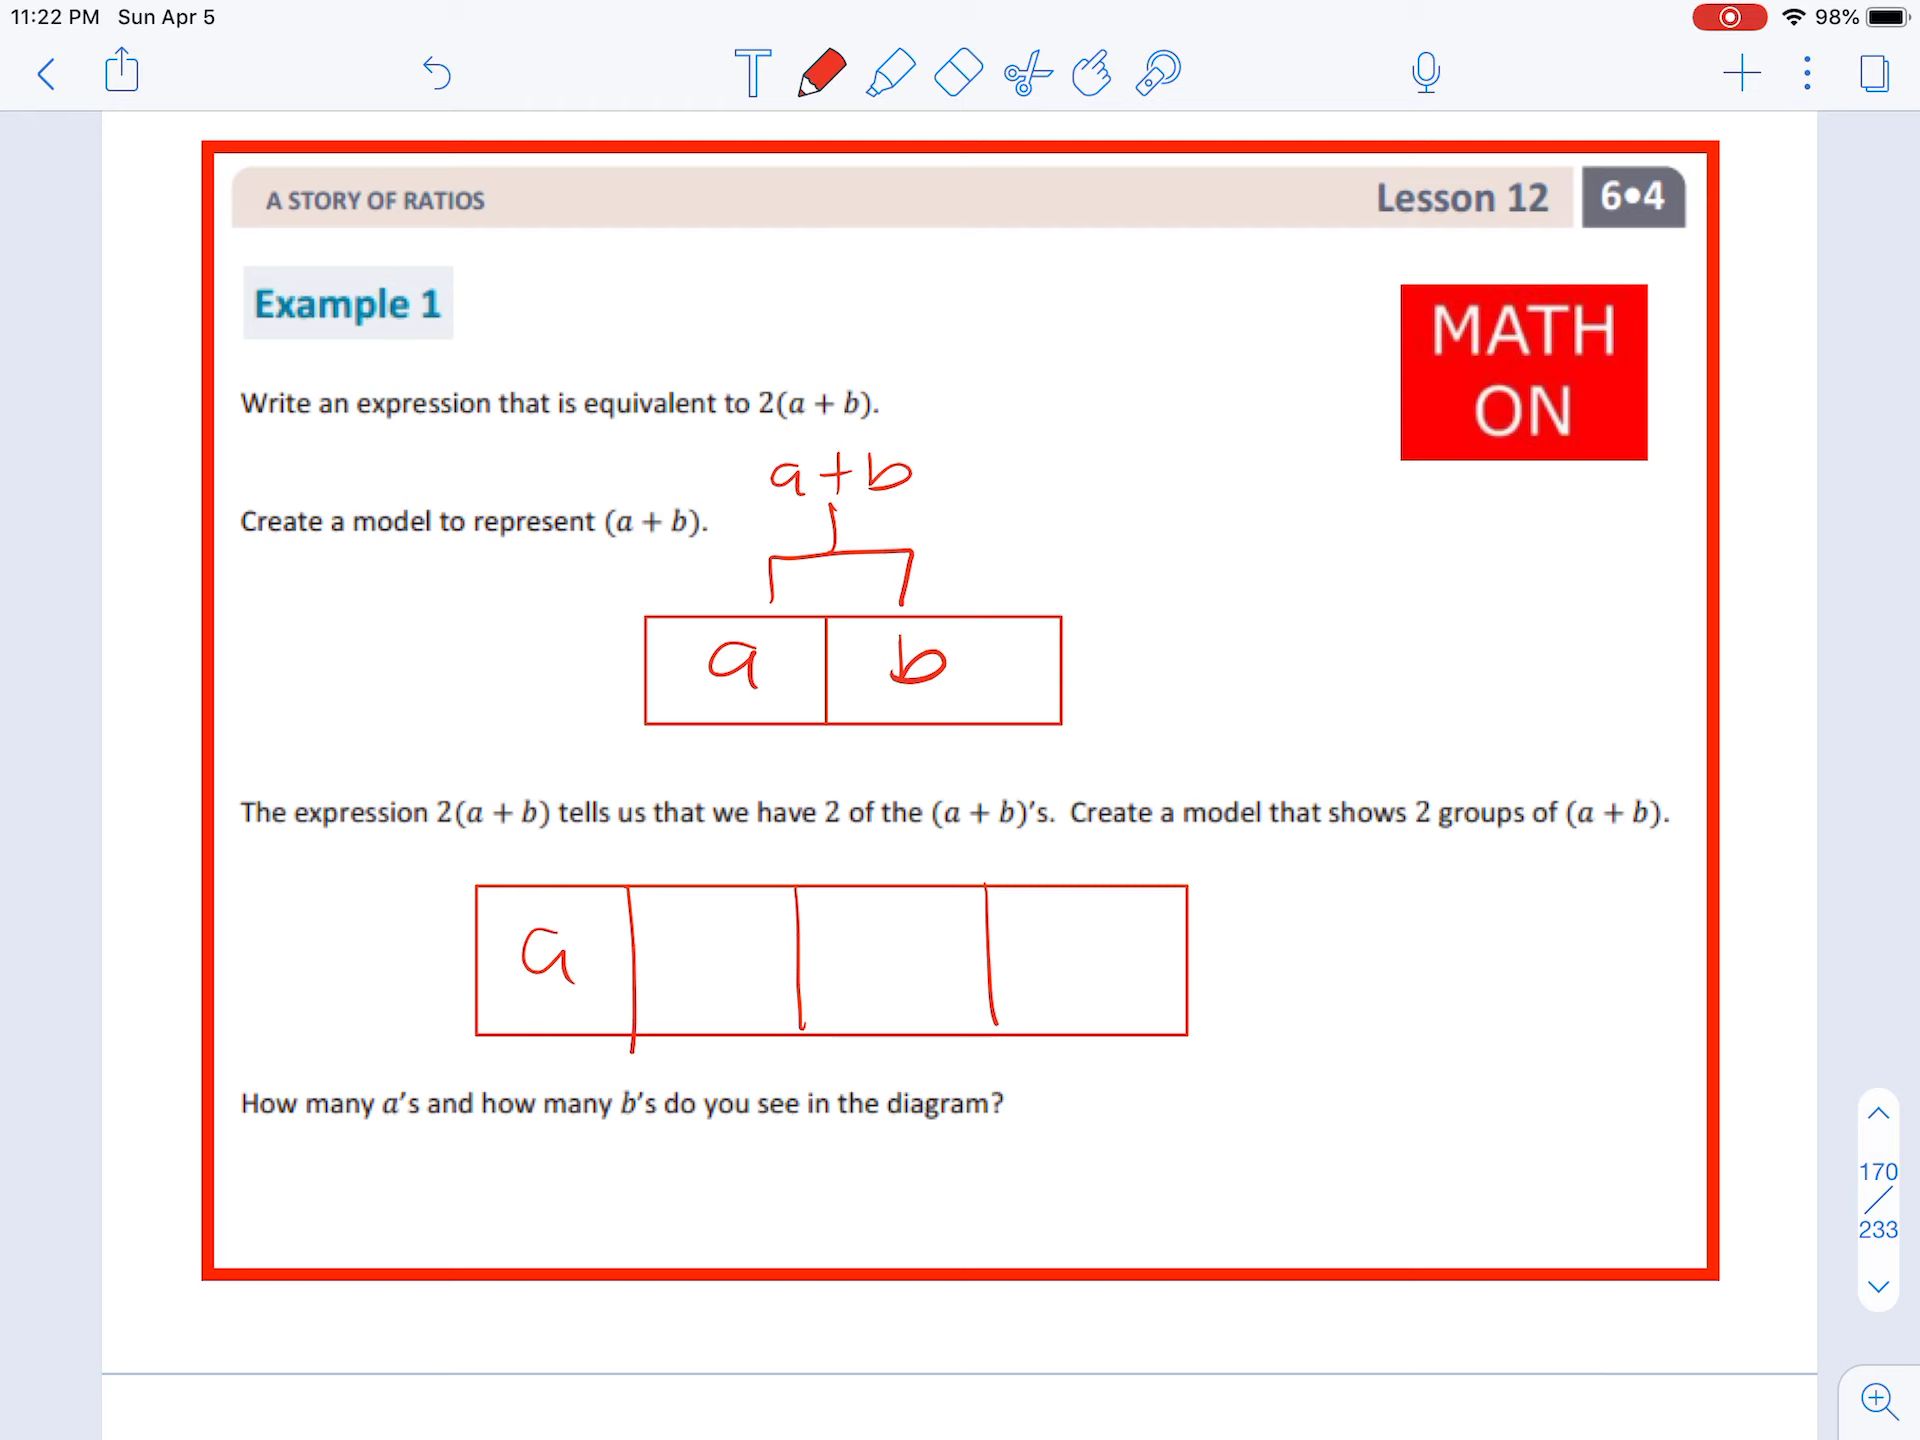 11:22 PM Sun Apr 5
98%
T
A STORY OF RATIOS
Lesson 12
6•4
Example 1
MATH
ON
Write an expression that is equivalent to 2(a + b).
a + b
Create a model to represent (a + b).
a b
The expression 2(a + b) tells us that we have 2 of the (a + b)'s. Create a model that shows 2 groups of (a + b).
a
How many a's and how many b's do you see in the diagram?
170
/
233